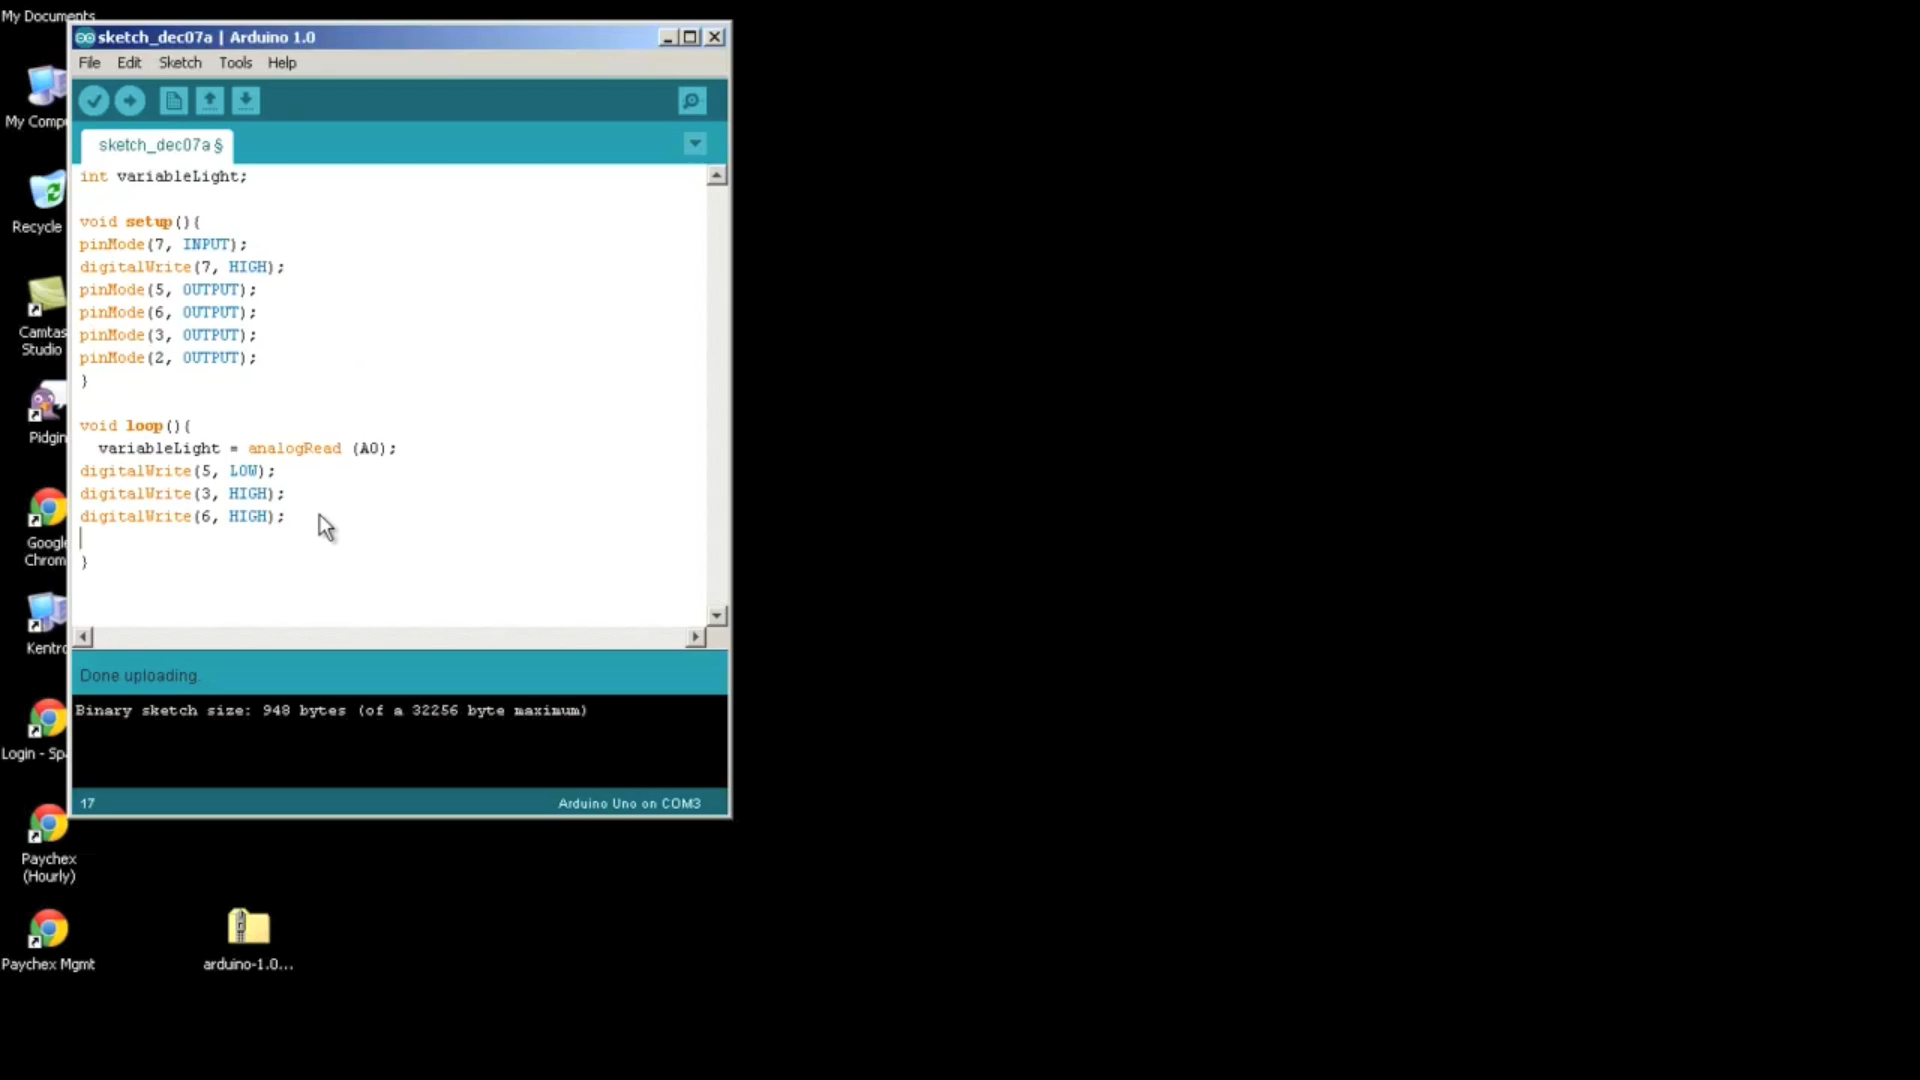 My Documents
sketch_dec07a | Arduino 1.0
File Edit Sketch Tools Help
sketch_dec07a §
int variableLight;
void setup(){
pinMode(7, INPUT);
digitalWrite(7, HIGH);
pinMode(5, OUTPUT);
pinMode(6, OUTPUT);
pinMode(3, OUTPUT);
pinMode(2, OUTPUT);
}
void loop(){
variableLight = analogRead (A0);
digitalWrite(5, LOW);
digitalWrite(3, HIGH);
digitalWrite(6, HIGH);
}
Done uploading.
Binary sketch size: 948 bytes (of a 32256 byte maximum)
17
Arduino Uno on COM3
My Comp
Recycle
Camtas
Studio
Pidgin
Google
Chrom
Kentro
Login - Sp
Paychex
(Hourly)
Paychex Mgmt
arduino-1.0...